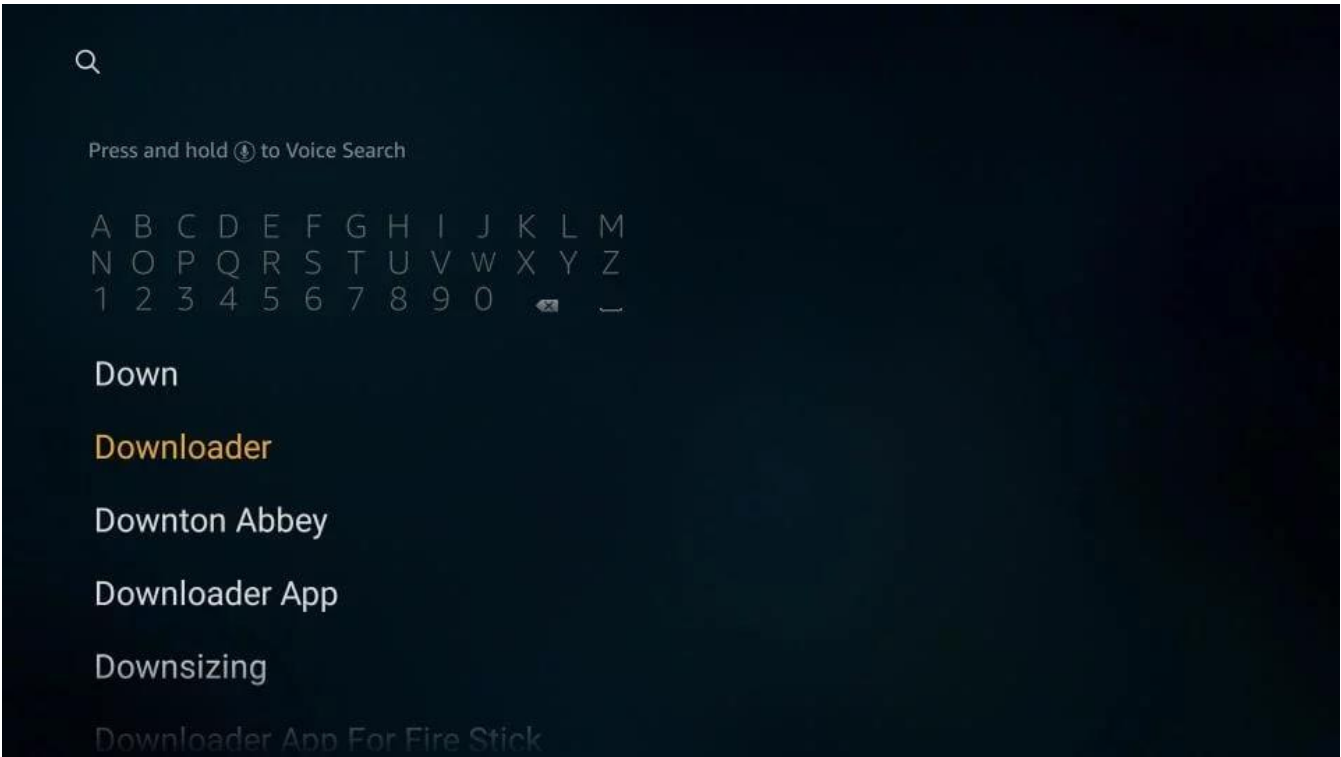 Press and hold to Voice Search
A B C D E F G H I J K L M
N O P Q R S T U V W X Y Z
1 2 3 4 5 6 7 8 9 0
Down
Downloader
Downton Abbey
Downloader App
Downsizing
Downloader App For Fire Stick